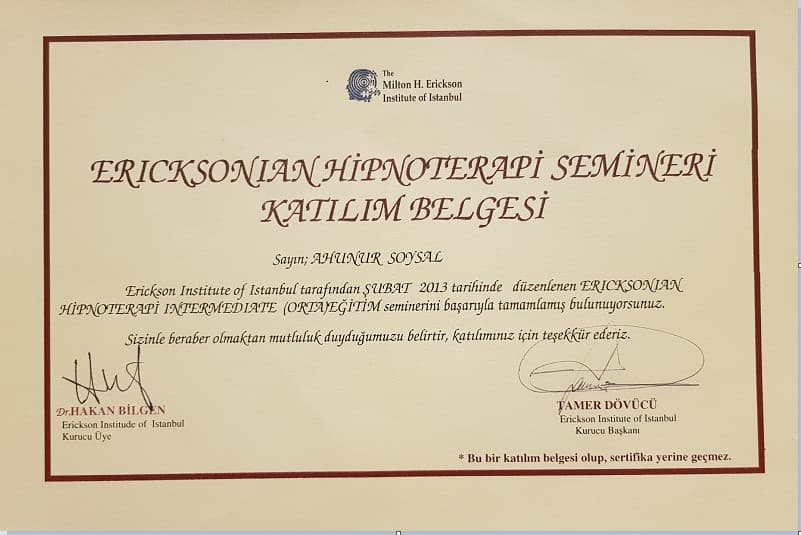 The
Milton H. Erickson
Institute of Istanbul
ERICKSONIAN HİPNOTERAPİ SEMİNERİ
KATILIM BELGESİ
Sayın; AHUNUR SOYSAL
Erickson Institute of Istanbul tarafından ŞUBAT 2013 tarihinde düzenlenen ERICKSONIAN
HİPNOTERAPİ INTERMEDIATE (ORTA)EĞİTİM seminerini başarıyla tamamlamış bulunuyorsunuz.
Sizinle beraber olmaktan mutluluk duyduğumuzu belirtir, katılımınız için teşekkür ederiz.
Dr.HAKAN BİLGEN
Erickson Institude of Istanbul
Kurucu Üye
TAMER DÖVÜCÜ
Erickson Institute of Istanbul
Kurucu Başkanı
* Bu bir katılım belgesi olup, sertifika yerine geçmez.